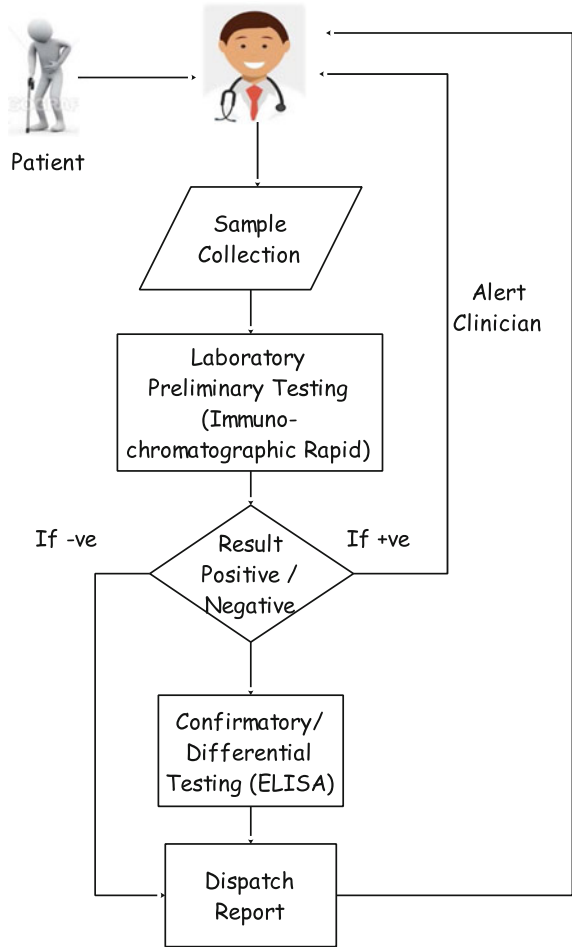 Patient
Sample
Collection
Alert
Clinician
Laboratory
Preliminary Testing
(Immuno-
chromatographic Rapid)
If -ve
If +ve
Result
Positive /
Negative
Confirmatory/
Differential
Testing (ELISA)
Dispatch
Report